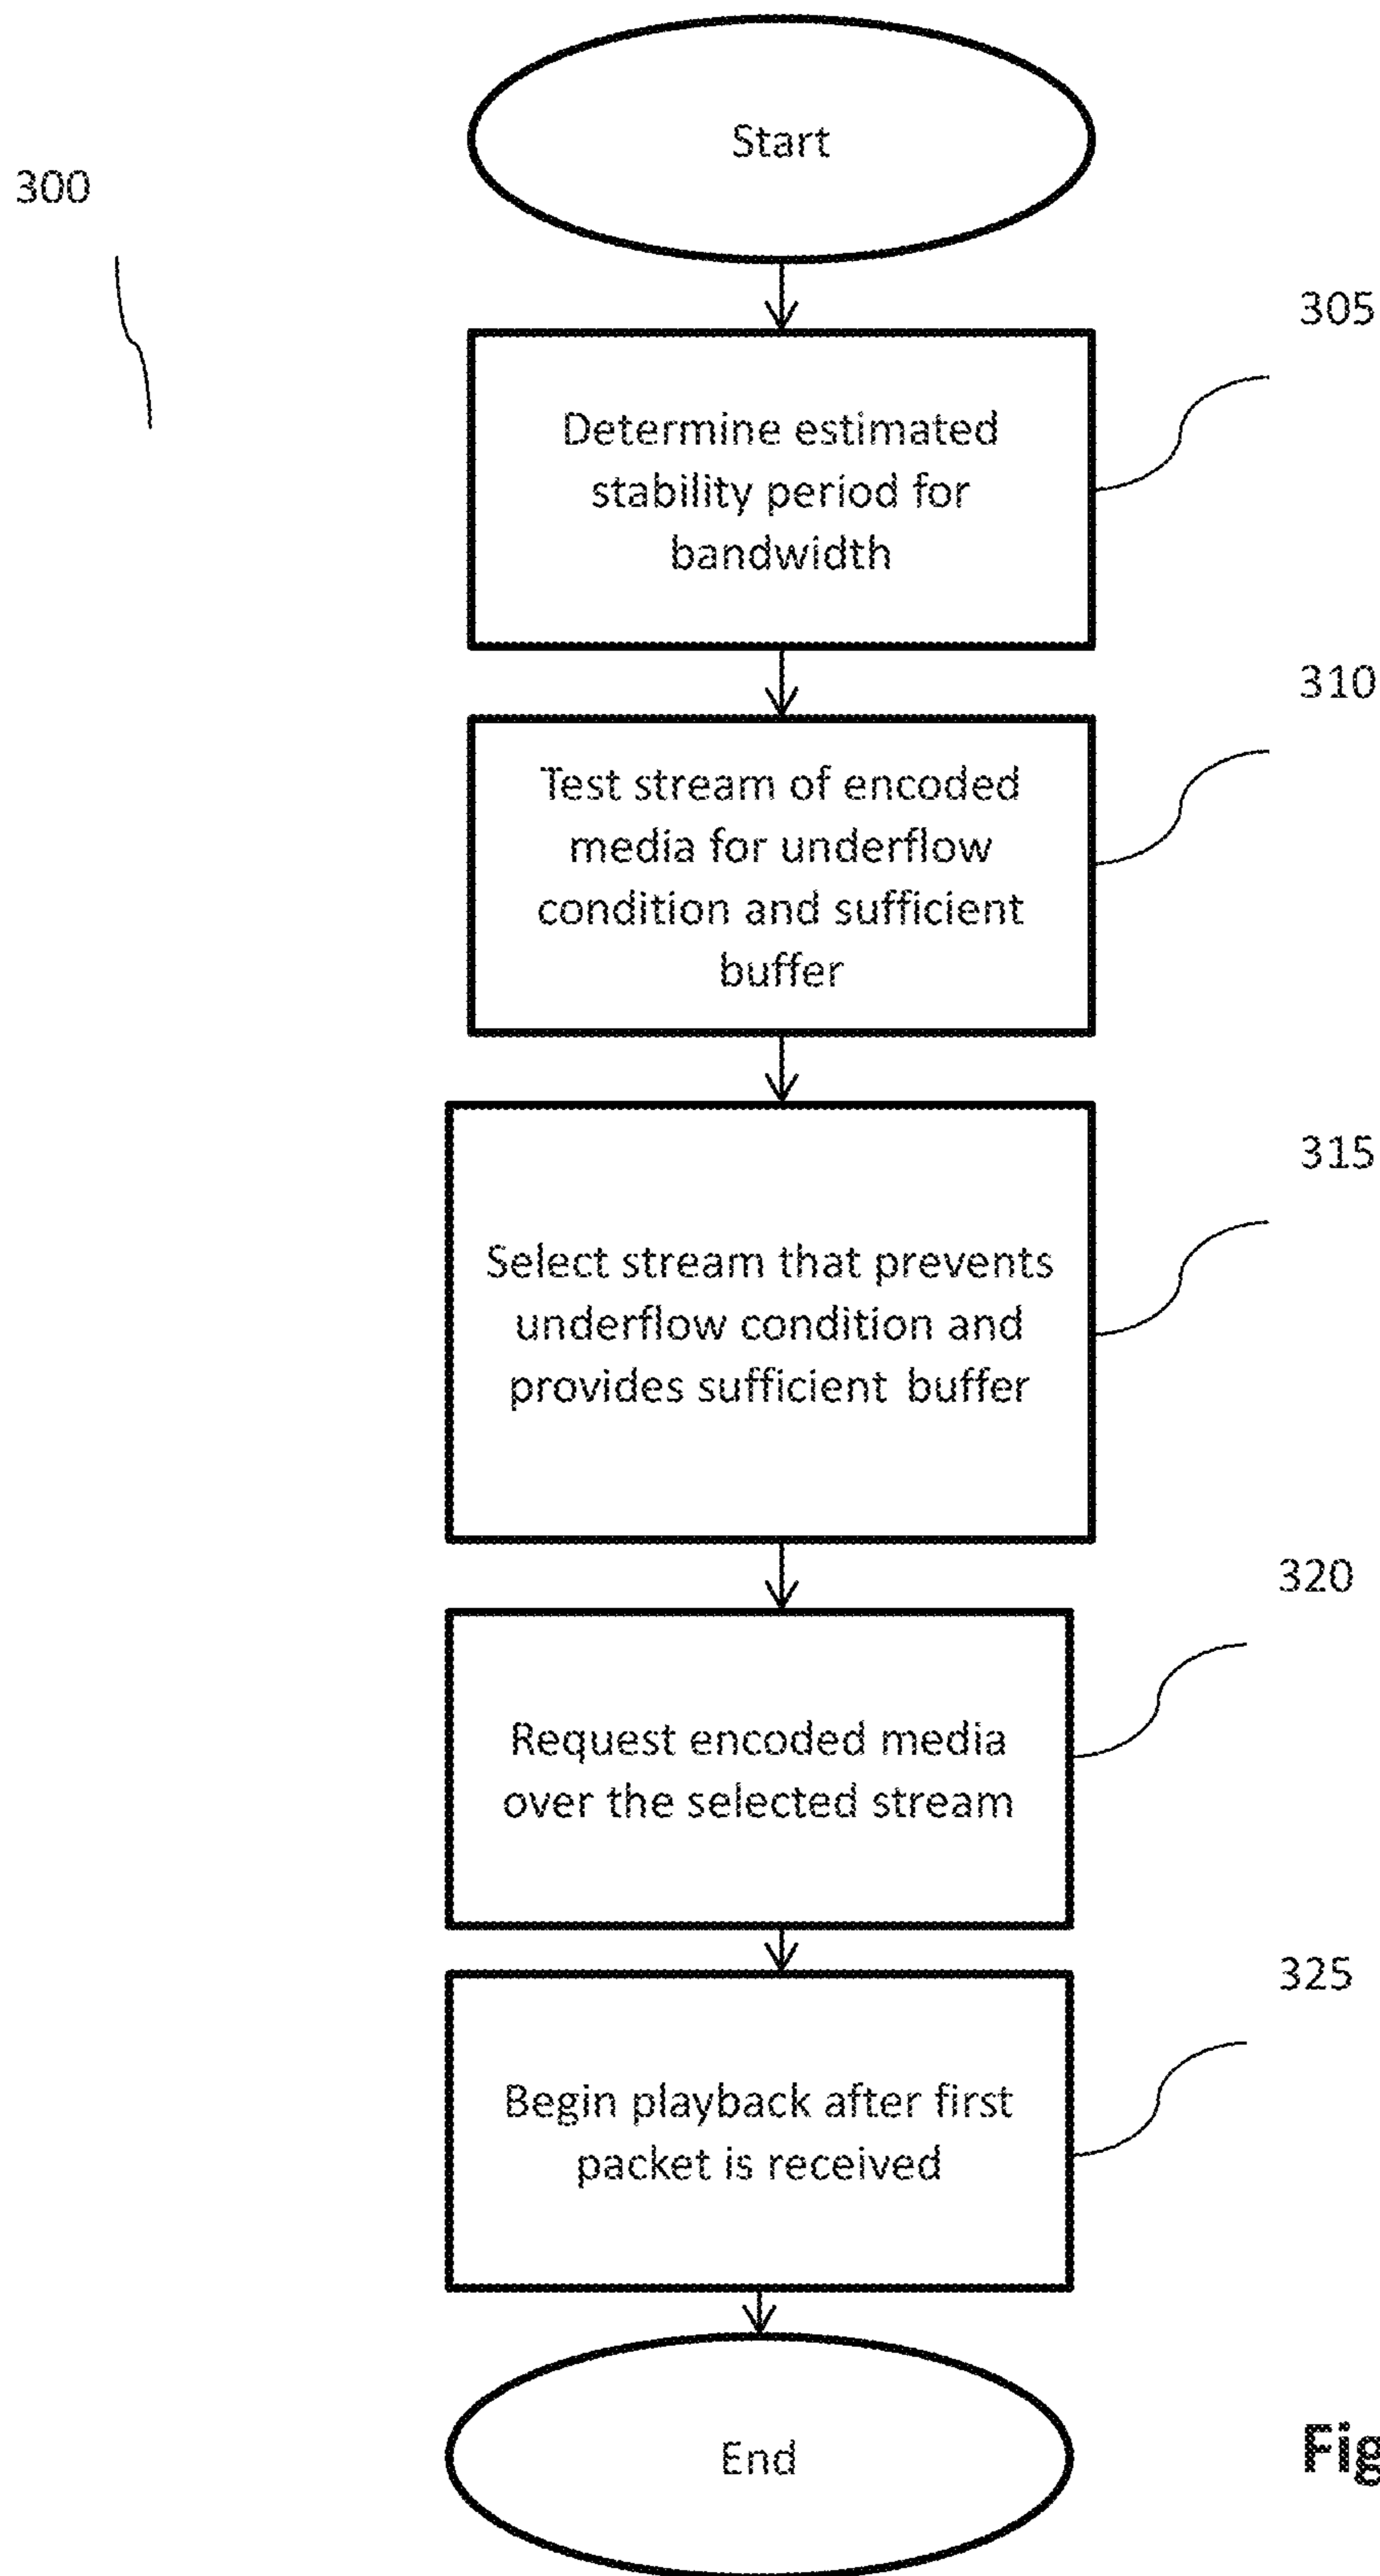 Start
300
305
Determine estimated
stability period for
bandwidth
310
Test stream of encoded
media for underflow
condition and sufficient
buffer
315
Select stream that prevents
underflow condition and
provides sufficient buffer
320
Request encoded media
over the selected stream
325
Begin playback after first
packet is received
End
Fig